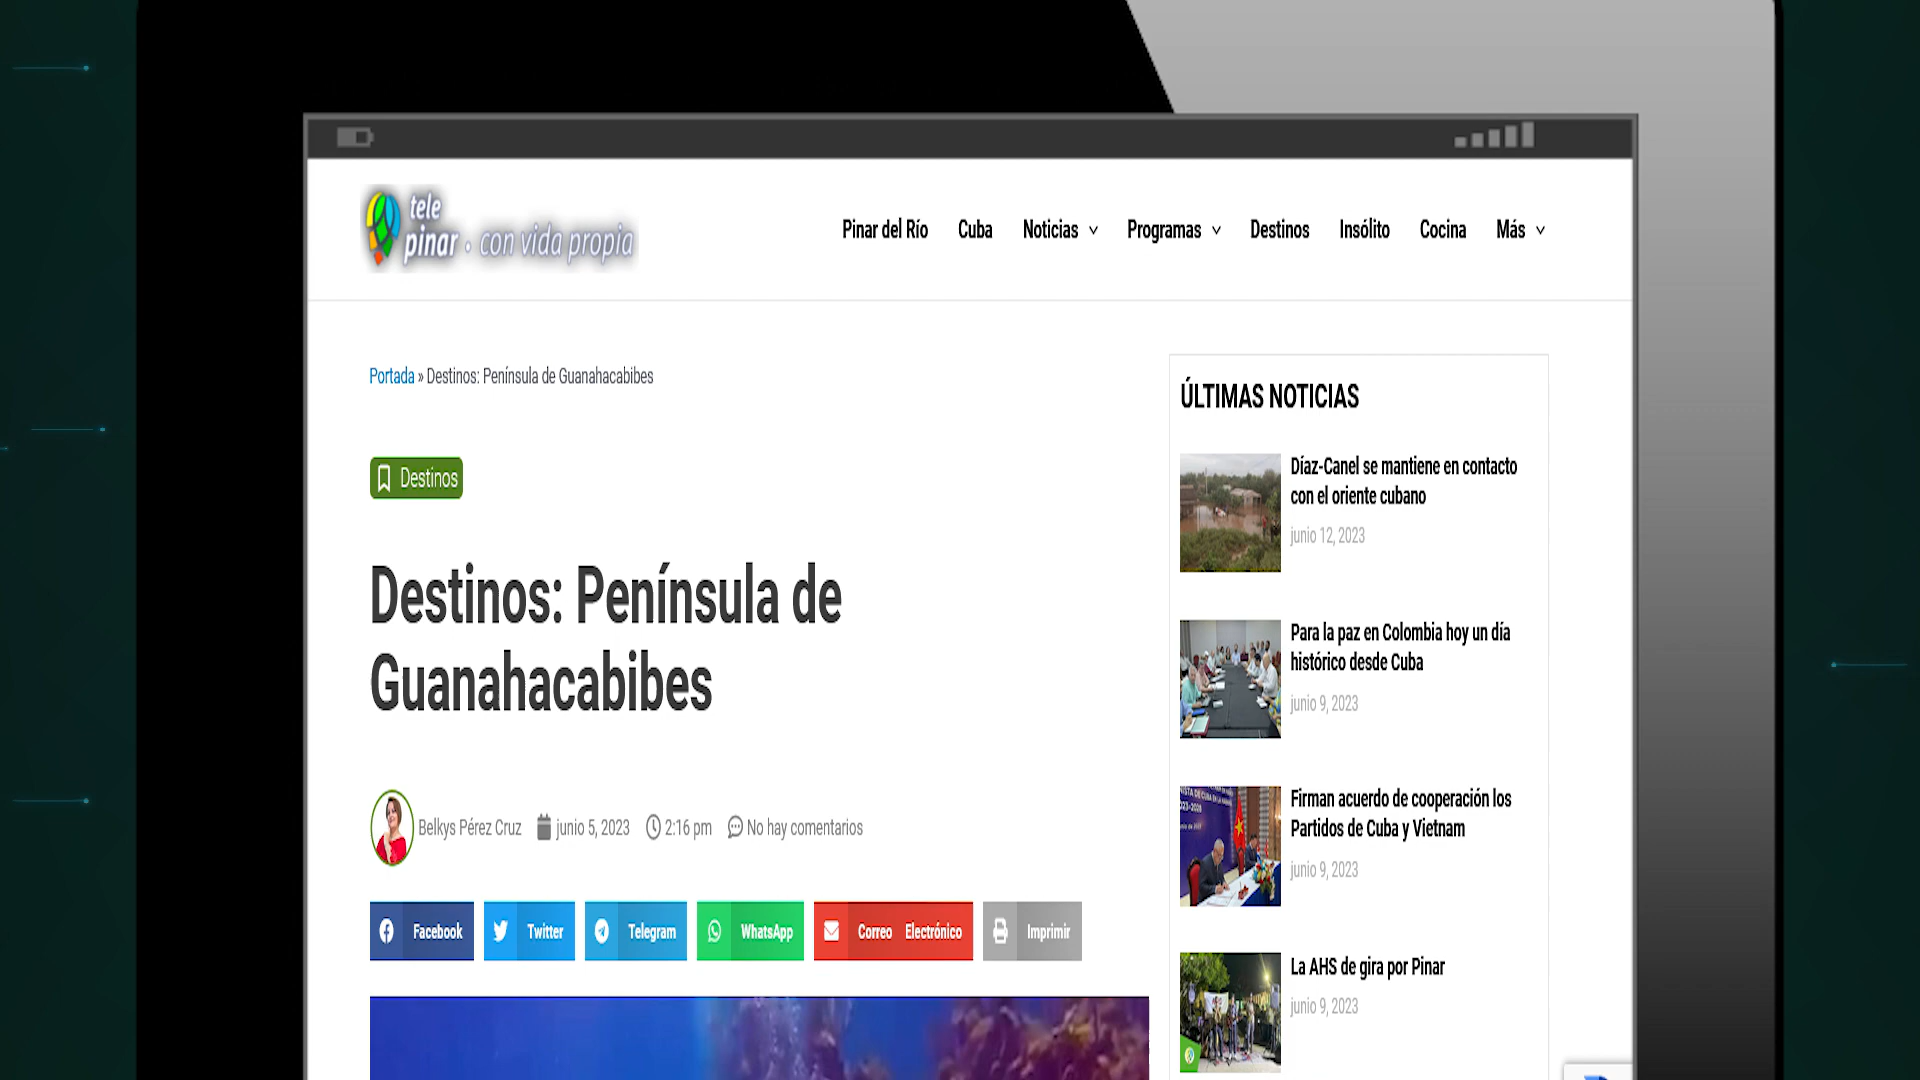 tele
pinar • con vida propia
Pinar del Río Cuba Noticias Programas Destinos Insólito Cocina Más
Portada » Destinos: Península de Guanahacabibes
Destinos
Destinos: Península de
Guanahacabibes
Belkys Pérez Cruz junio 5, 2023 2:16 pm No hay comentarios
Facebook Twitter Telegram WhatsApp Correo Electrónico Imprimir
ÚLTIMAS NOTICIAS
Díaz-Canel se mantiene en contacto
con el oriente cubano
junio 12, 2023
Para la paz en Colombia hoy un día
histórico desde Cuba
junio 9, 2023
Firman acuerdo de cooperación los
Partidos de Cuba y Vietnam
junio 9, 2023
La AHS de gira por Pinar
junio 9, 2023